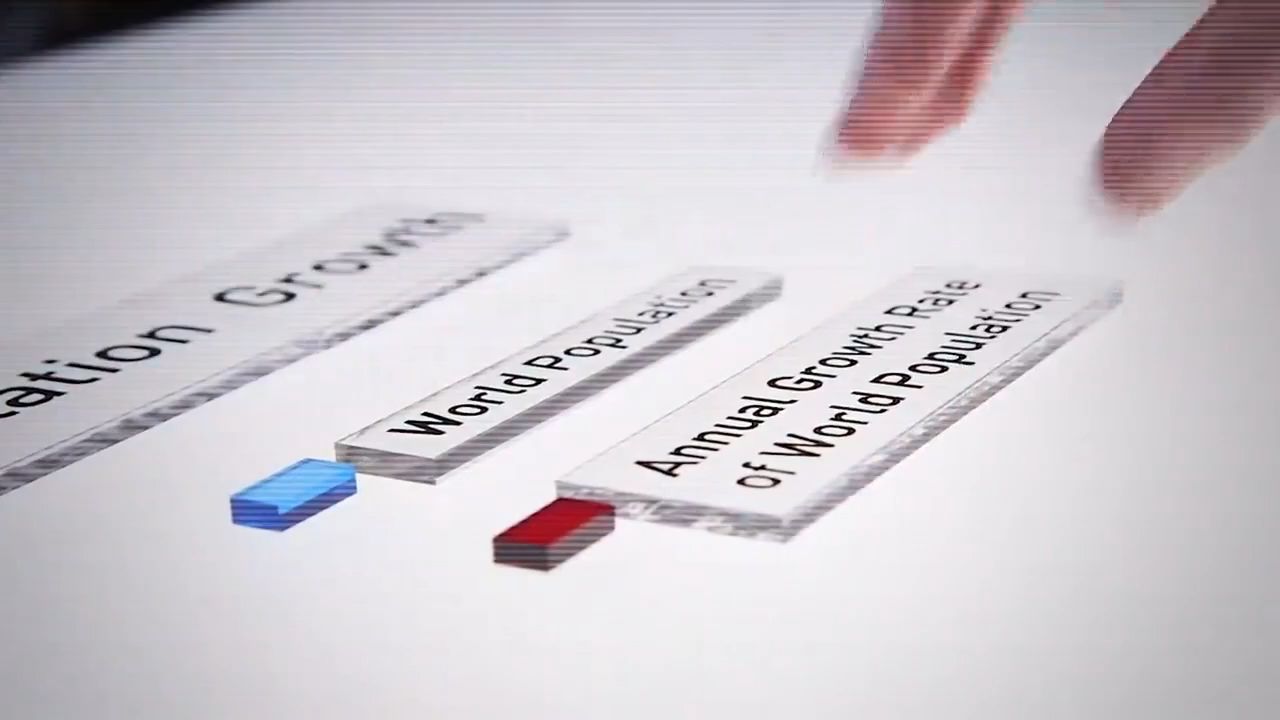 ation Growth
World Population
Annual Growth Rate
of World Population